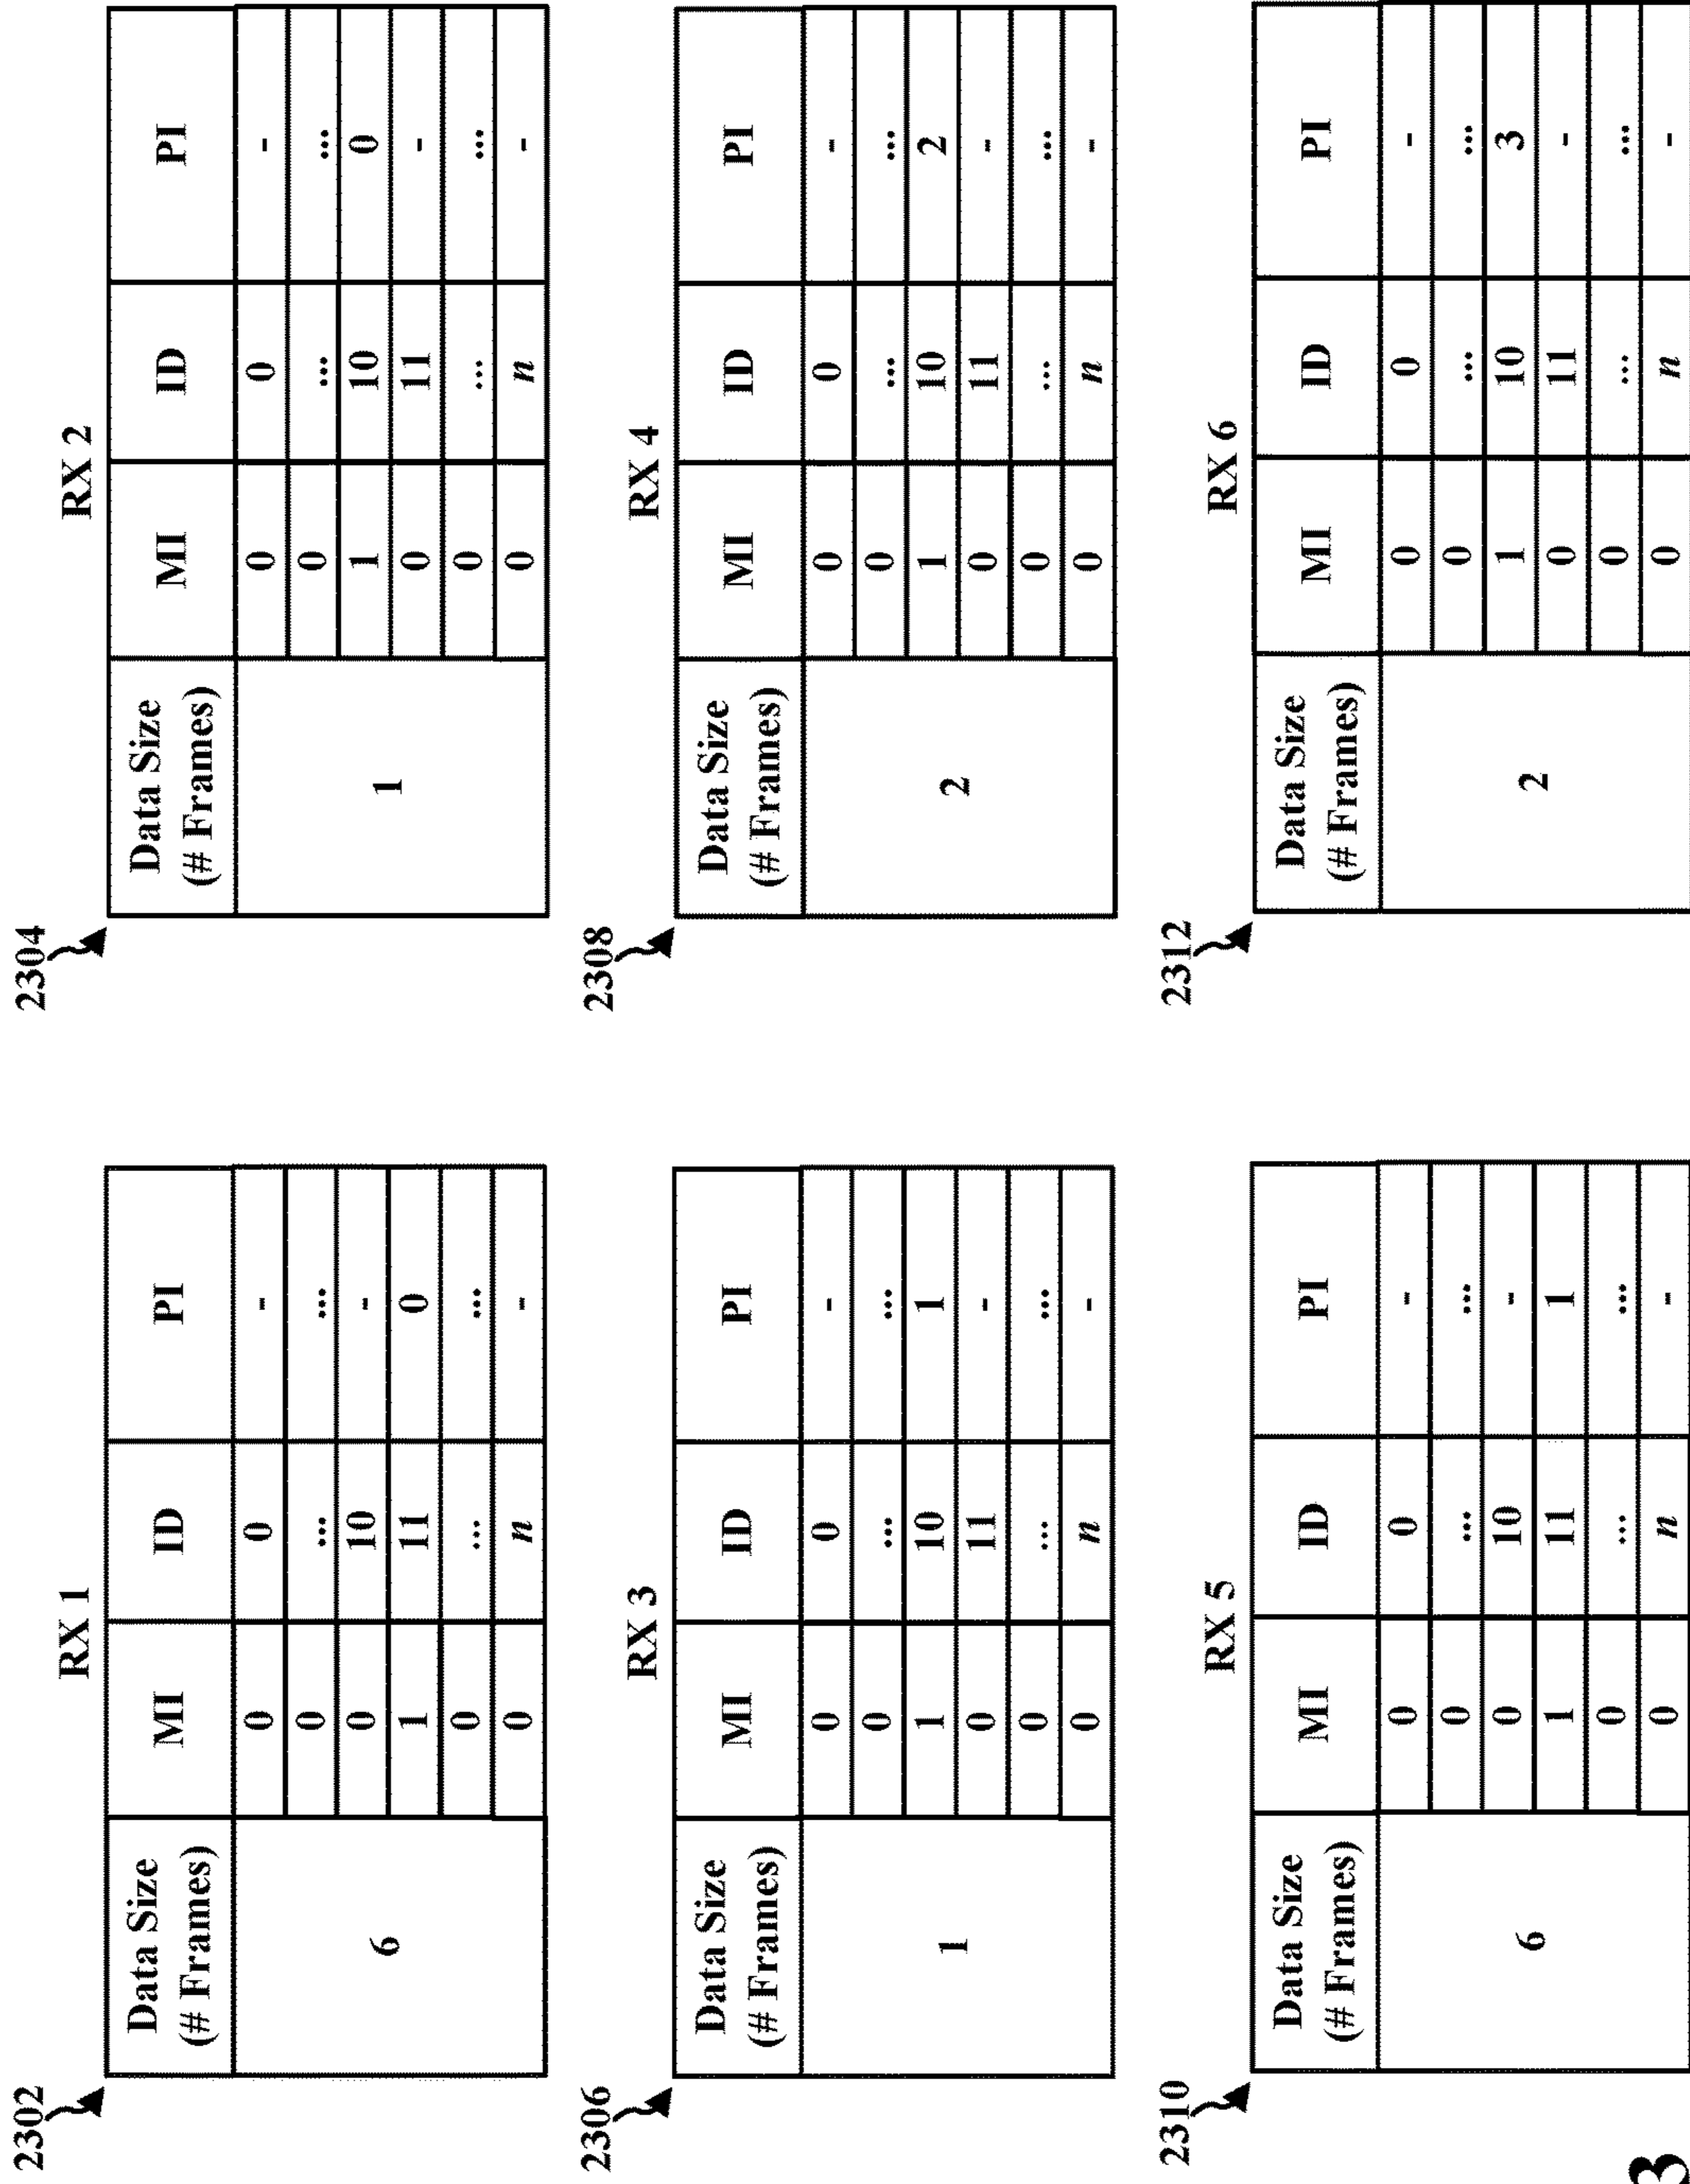 2302
RX 1
Data Size (# Frames) MI ID PI
0 0 -
0 ... ...
0 10 -
6
1 11 0
0 ... ...
0 n -
2304
RX 2
Data Size (# Frames) MI ID PI
0 0 -
0 ... ...
1 10 0
1
0 11 -
0 ... ...
0 n -
2306
RX 3
Data Size (# Frames) MI ID PI
0 0 -
0 ... ...
1 10 1
1
0 11 -
0 ... ...
0 n -
2308
RX 4
Data Size (# Frames) MI ID PI
0 0 -
0 ... ...
1 10 2
2
0 11 -
0 ... ...
0 n -
2310
RX 5
Data Size (# Frames) MI ID PI
0 0 -
0 ... ...
0 10 -
6
1 11 1
0 ... ...
0 n -
2312
RX 6
Data Size (# Frames) MI ID PI
0 0 -
0 ... ...
1 10 3
2
0 11 -
0 ... ...
0 n -
3